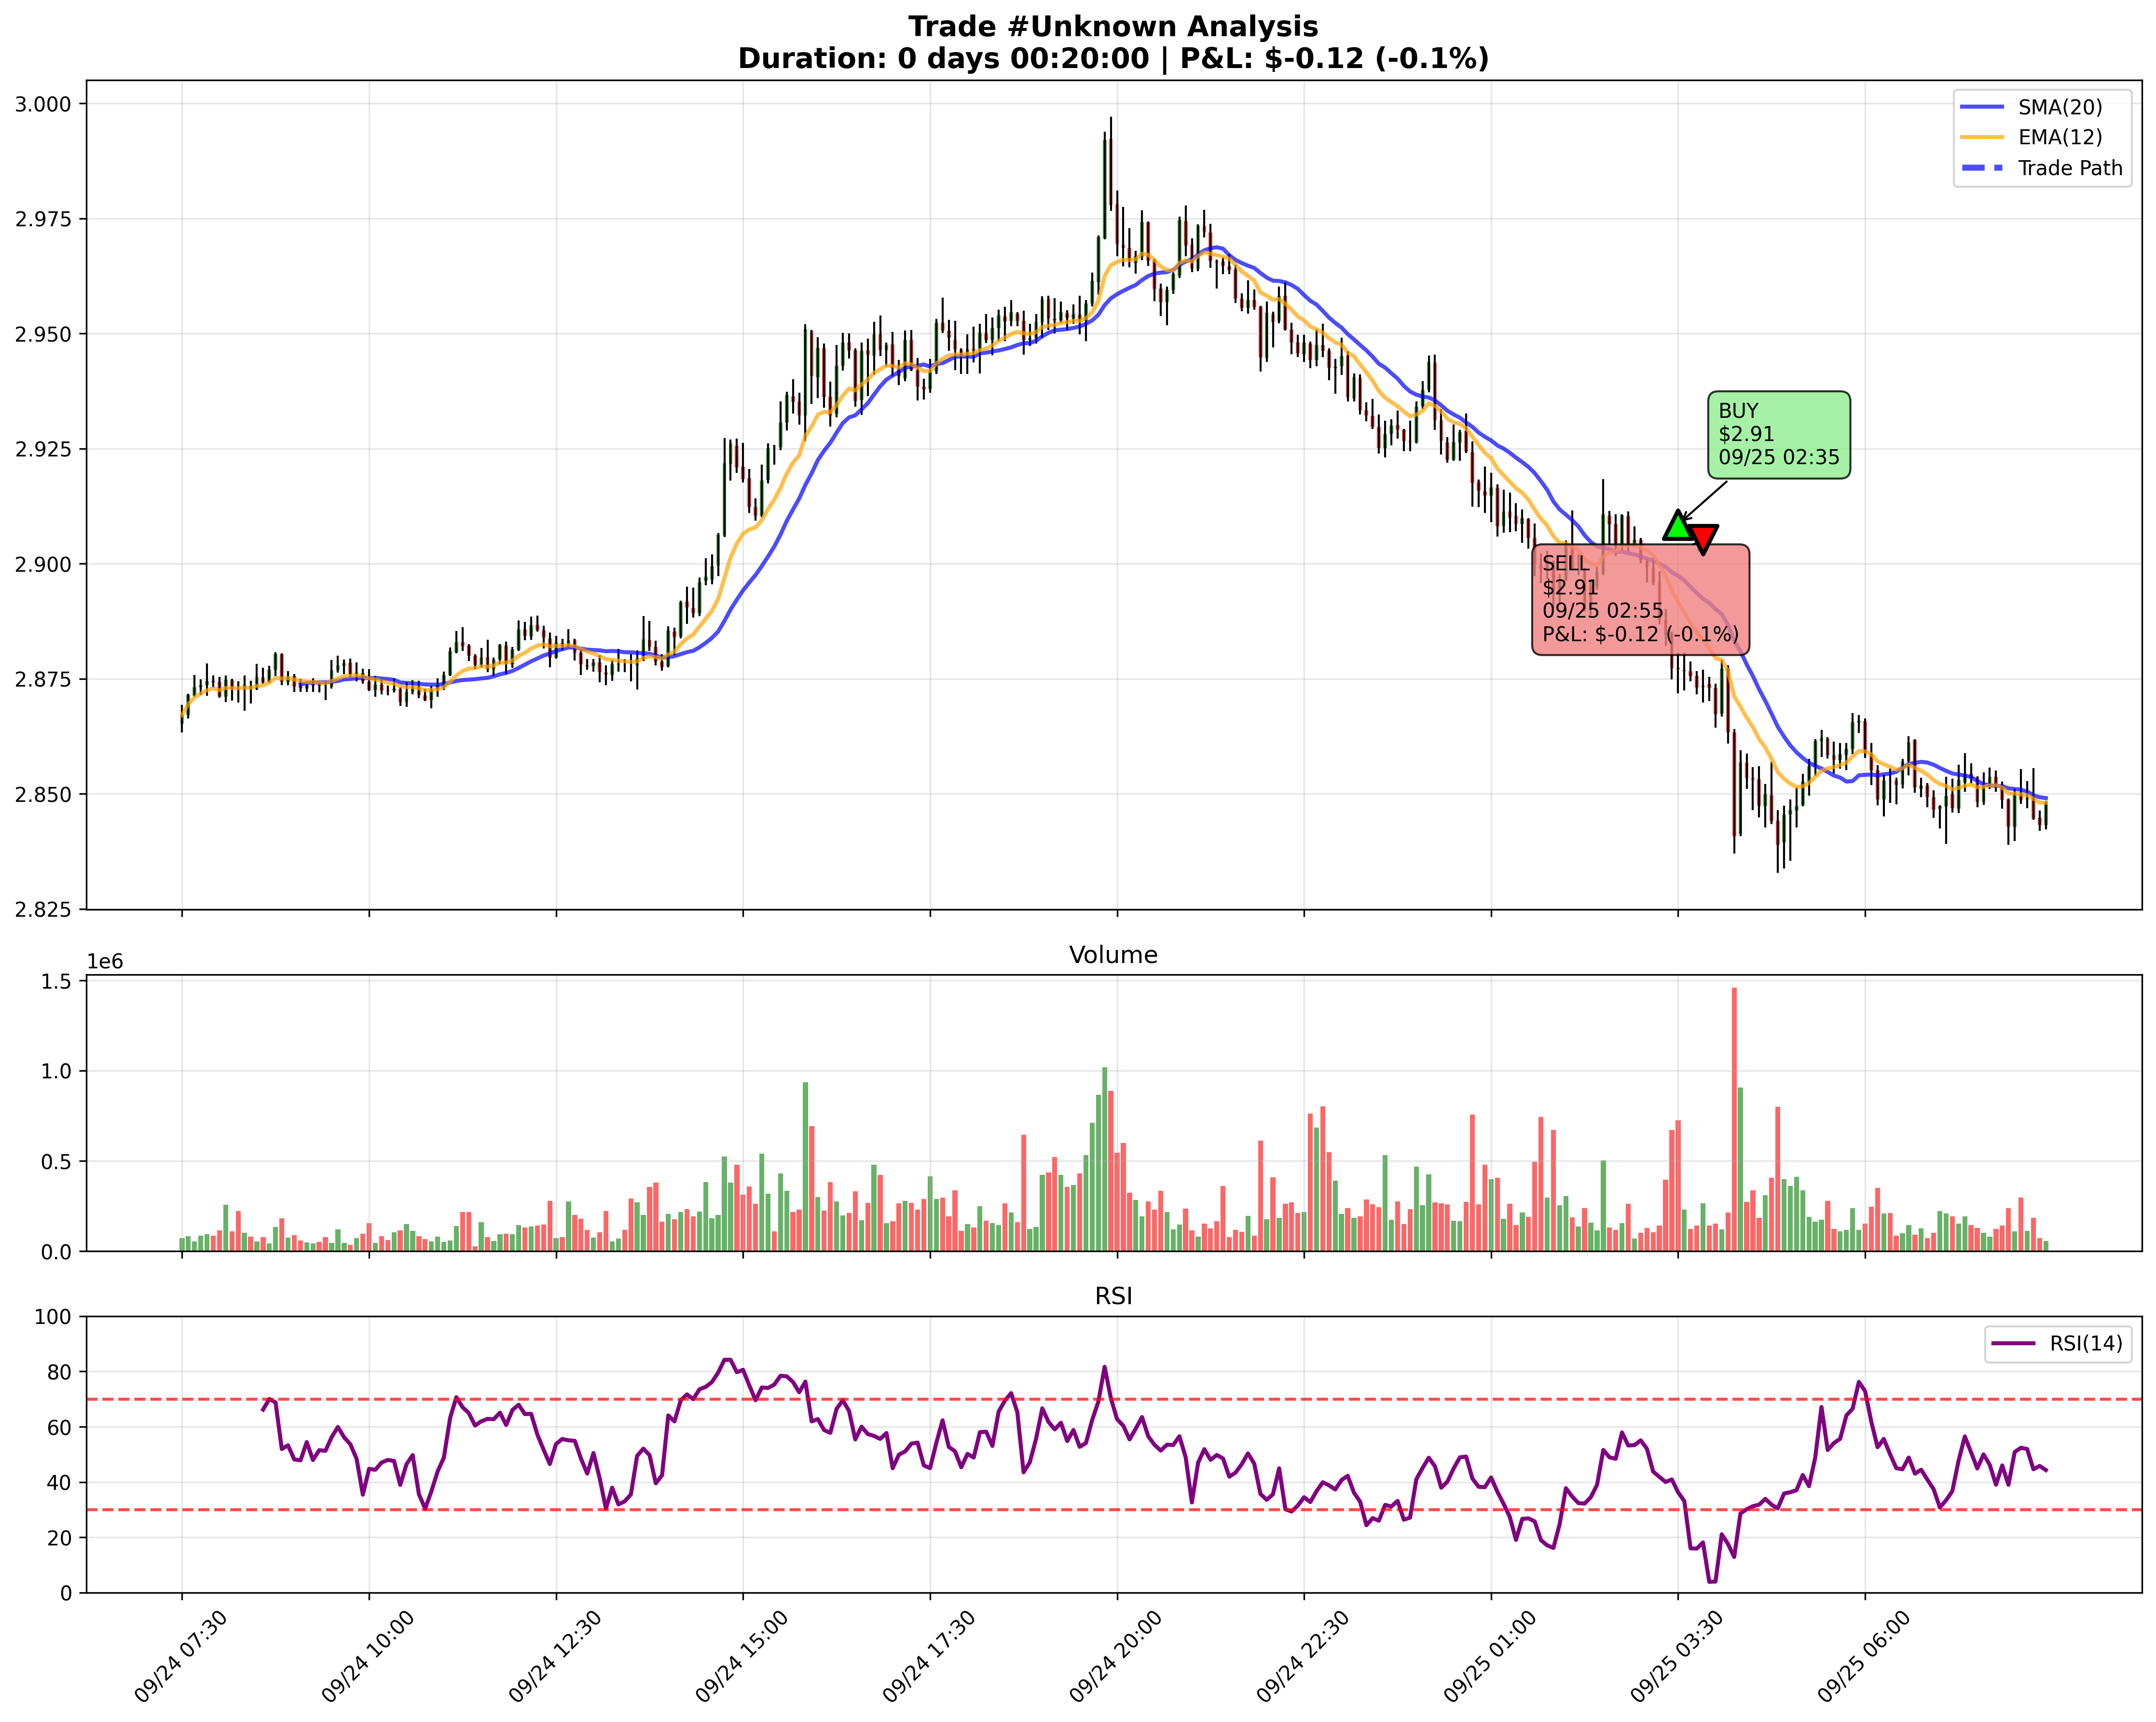 Trade #Unknown Analysis
Duration: 0 days 00:20:00 | P&L: $-0.12 (-0.1%)
3.000
2.975
2.950
2.925
2.900
2.875
2.850
2.825
SMA(20)
EMA(12)
Trade Path
BUY
$2.91
09/25 02:35
SELL
$2.91
09/25 02:55
P&L: $-0.12 (-0.1%)
Volume
1e6
1.5
1.0
0.5
0.0
RSI
100
80
60
40
20
0
RSI(14)
09/24 07:30
09/24 10:00
09/24 12:30
09/24 15:00
09/24 17:30
09/24 20:00
09/24 22:30
09/25 01:00
09/25 03:30
09/25 06:00